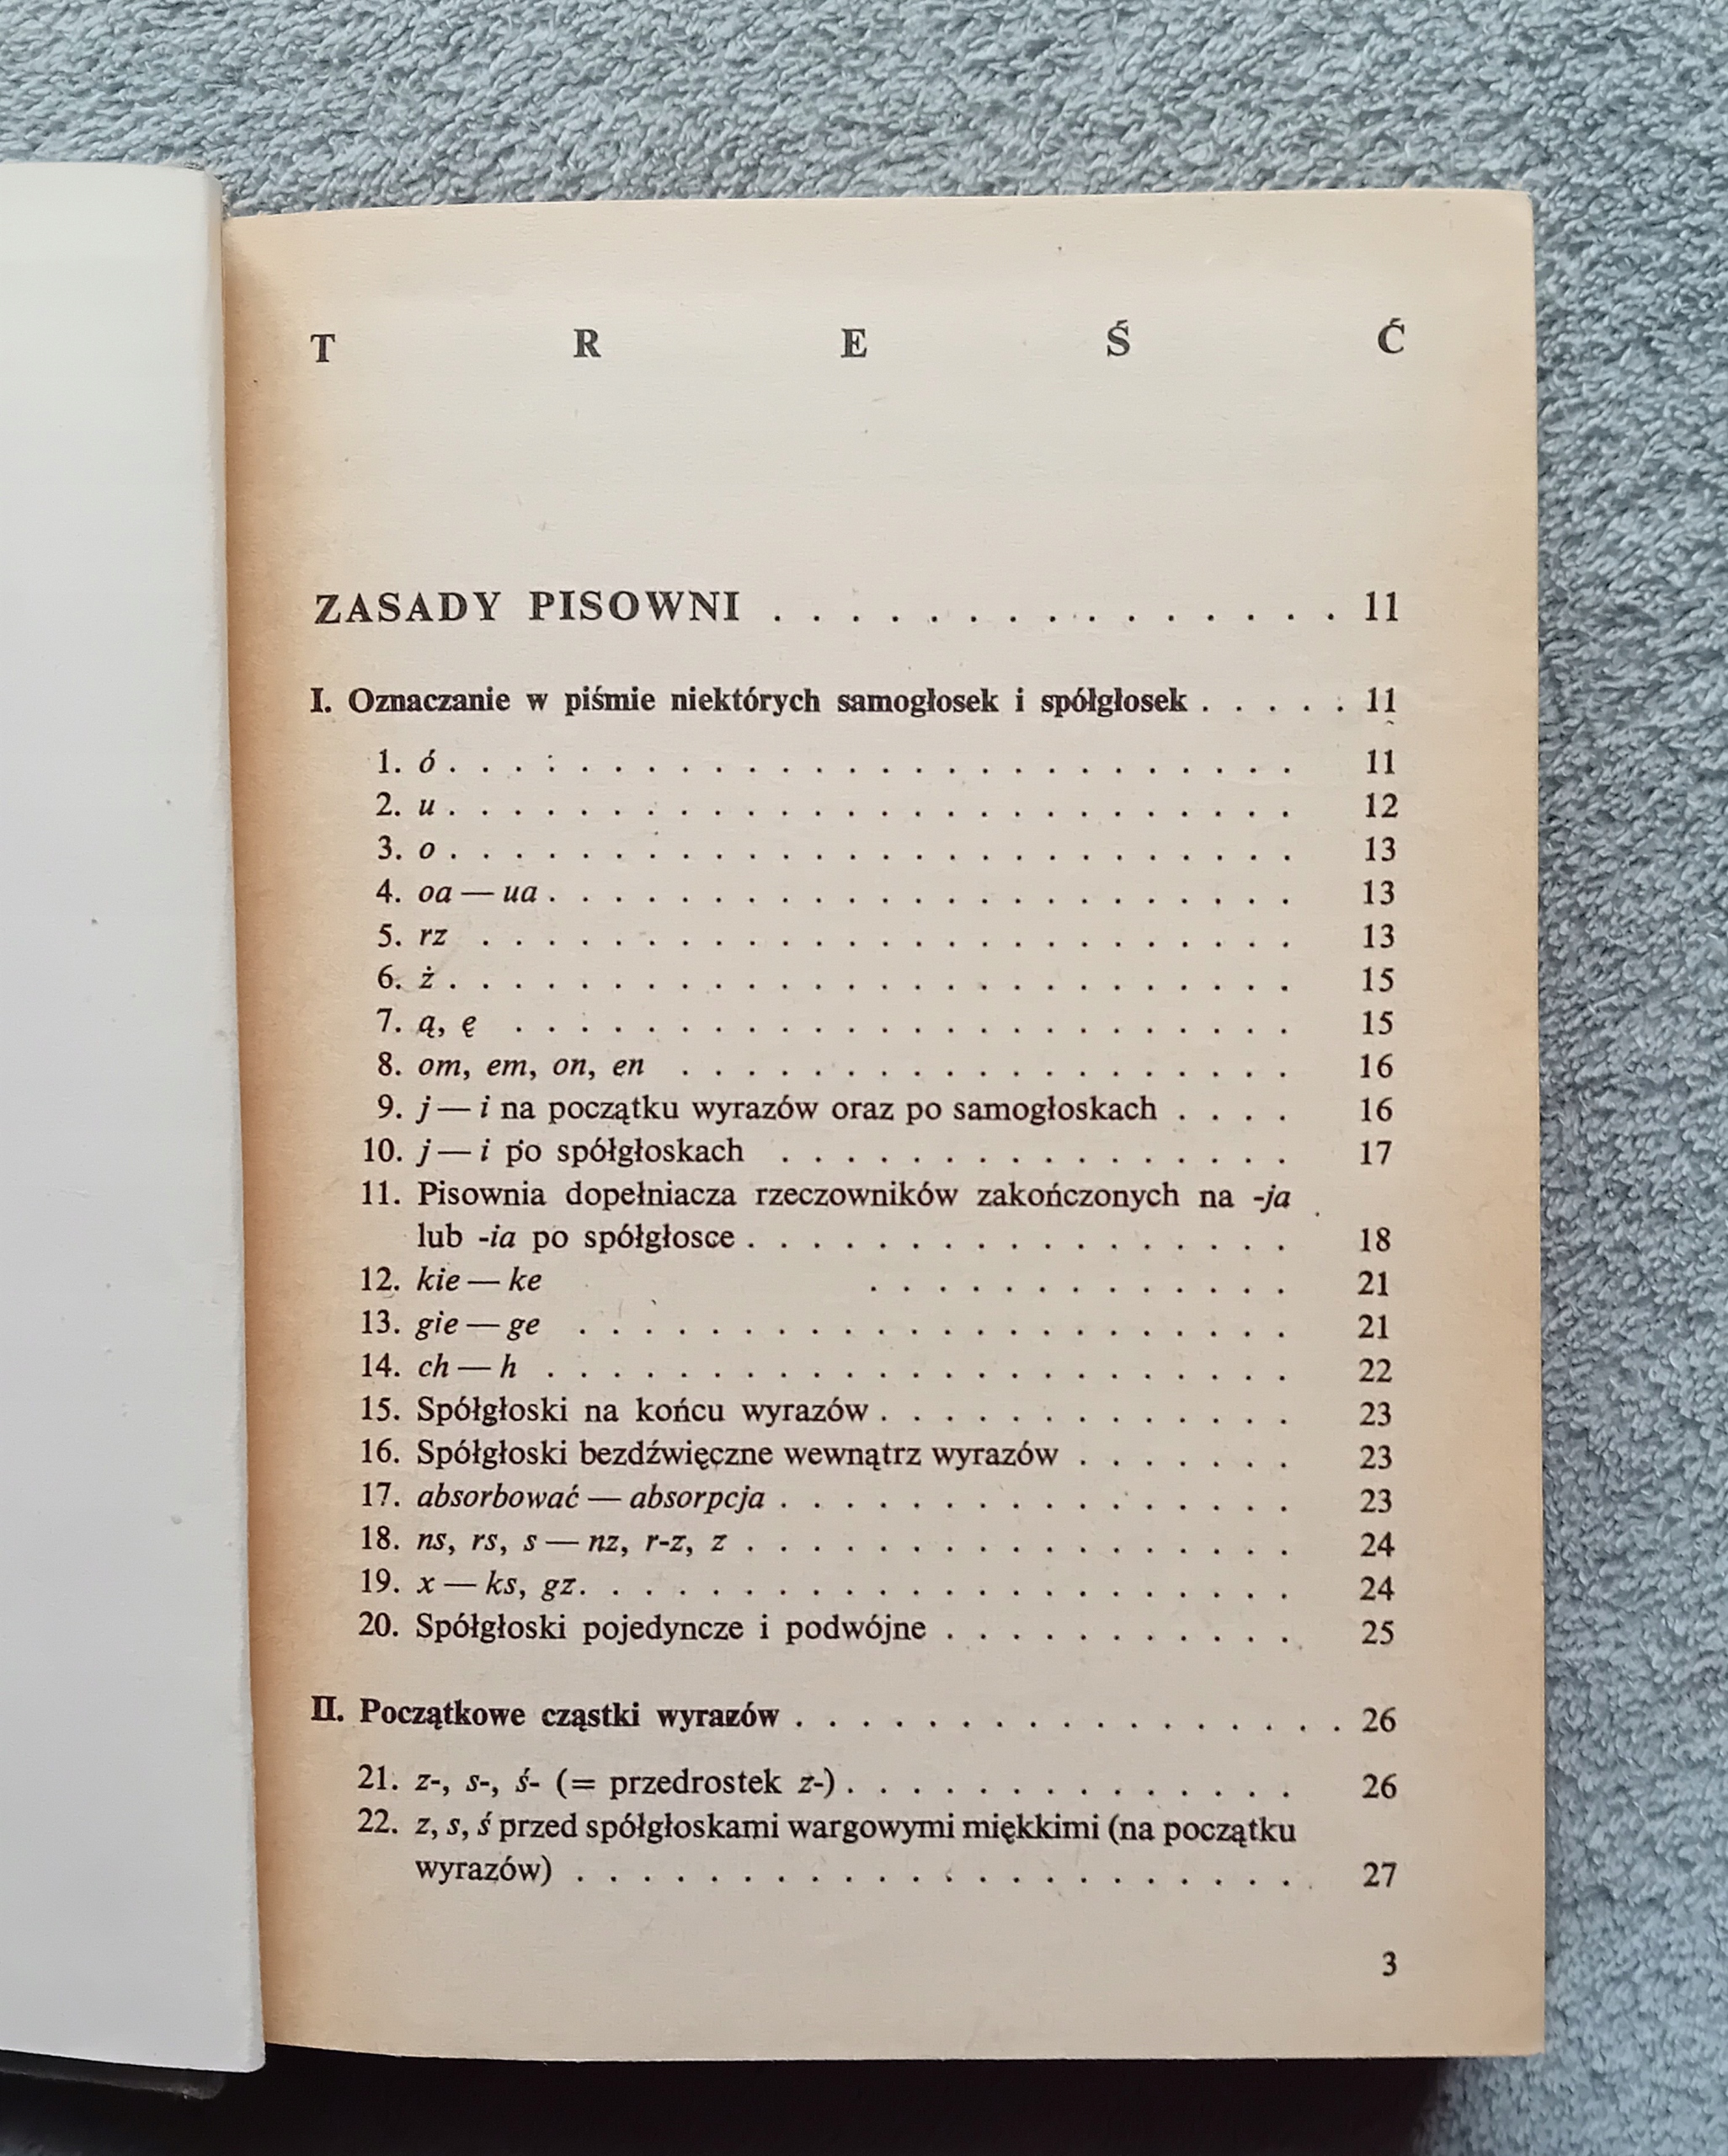 T R E Ś Ć
ZASADY PISOWNI . . . . . . . . . . . . . . . 11
I. Oznaczanie w piśmie niektórych samogłosek i spółgłosek . . . . . 11
1. ó . . . . . . . . . . . . . . . . . . . . . . . . . . 11
2. u . . . . . . . . . . . . . . . . . . . . . . . . . . 12
3. o . . . . . . . . . . . . . . . . . . . . . . . . . . 13
4. oa — ua . . . . . . . . . . . . . . . . . . . . . . . 13
5. rz . . . . . . . . . . . . . . . . . . . . . . . . . 13
6. ż . . . . . . . . . . . . . . . . . . . . . . . . . . 15
7. ą, ę . . . . . . . . . . . . . . . . . . . . . . . . 15
8. om, em, on, en . . . . . . . . . . . . . . . . . . . 16
9. j — i na początku wyrazów oraz po samogłoskach . . . . 16
10. j — i po spółgłoskach . . . . . . . . . . . . . . . . 17
11. Pisownia dopełniacza rzeczowników zakończonych na -ja
lub -ia po spółgłosce . . . . . . . . . . . . . . . . . 18
12. kie — ke . . . . . . . . . . . . . 21
13. gie — ge . . . . . . . . . . . . . . . . . . . . . . 21
14. ch — h . . . . . . . . . . . . . . . . . . . . . . . 22
15. Spółgłoski na końcu wyrazów . . . . . . . . . . . . . 23
16. Spółgłoski bezdźwięczne wewnątrz wyrazów . . . . . . . 23
17. absorbować — absorpcja . . . . . . . . . . . . . . . . 23
18. ns, rs, s — nz, r-z, z . . . . . . . . . . . . . . . . . 24
19. x — ks, gz . . . . . . . . . . . . . . . . . . . . . . 24
20. Spółgłoski pojedyncze i podwójne . . . . . . . . . . . 25
II. Początkowe cząstki wyrazów . . . . . . . . . . . . . . . . . 26
21. z-, s-, ś- (= przedrostek z-) . . . . . . . . . . . . . . 26
22. z, s, ś przed spółgłoskami wargowymi miękkimi (na początku
wyrazów) . . . . . . . . . . . . . . . . . . . . . . 27
3